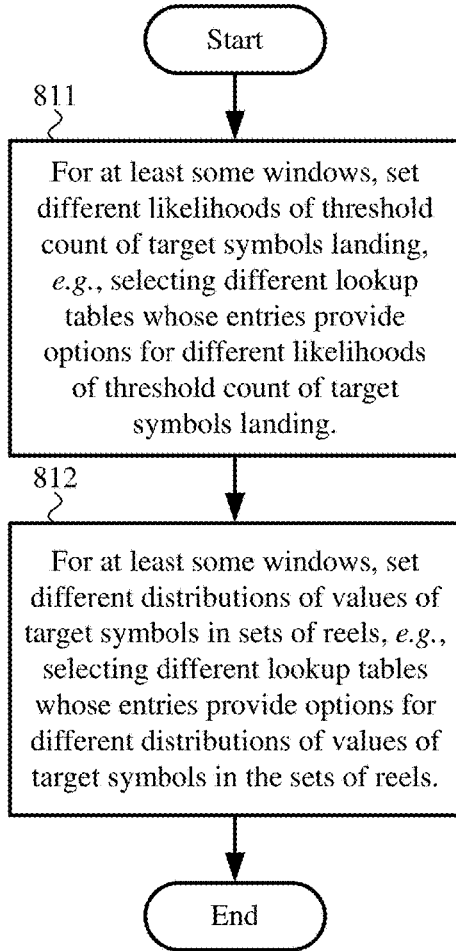 Start
811
For at least some windows, set
different likelihoods of threshold
count of target symbols landing,
e.g., selecting different lookup
tables whose entries provide
options for different likelihoods
of threshold count of target
symbols landing.
812
For at least some windows, set
different distributions of values of
target symbols in sets of reels, e.g.,
selecting different lookup tables
whose entries provide options for
different distributions of values of
target symbols in the sets of reels.
End